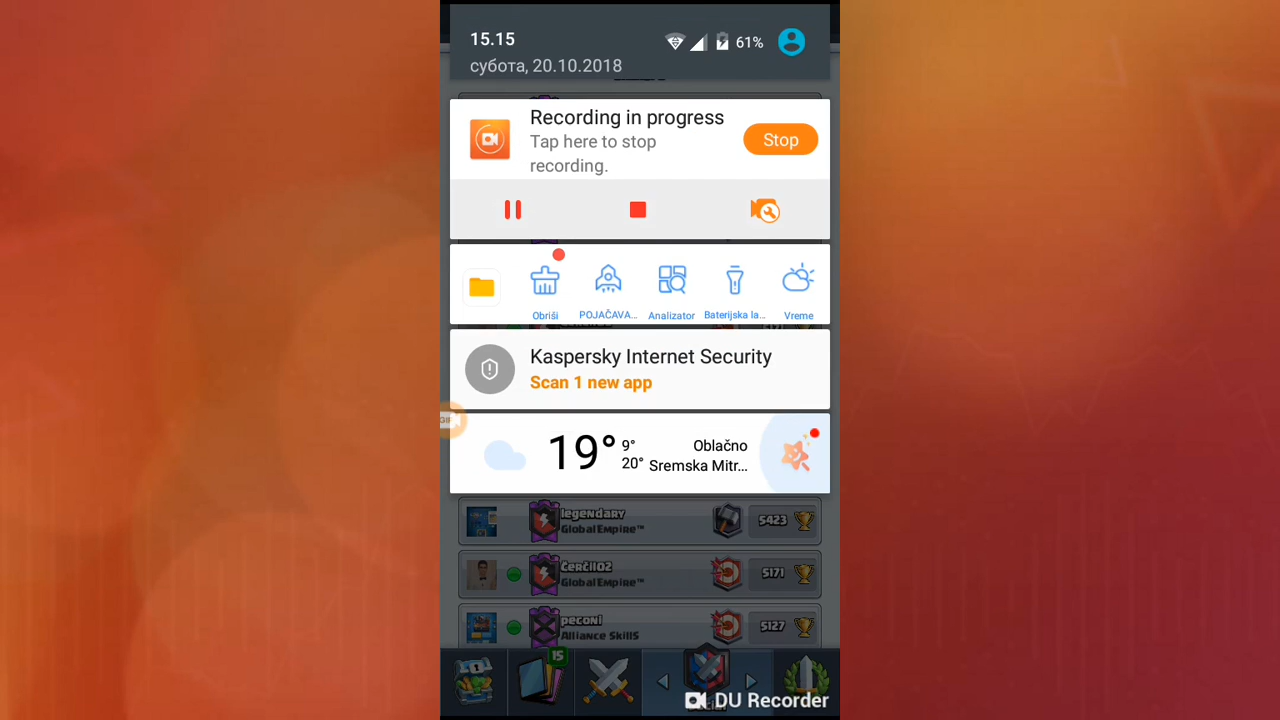 15.15
61%
субота, 20.10.2018
Recording in progress
Tap here to stop
recording.
Stop
Obriši
POJAČAVA...
Analizator
Baterijska la...
Vreme
Kaspersky Internet Security
Scan 1 new app
19°
9°
20°
Oblačno
Sremska Mitr...
legendary
GlobalEmpire™
5423
Čerčil02
GlobalEmpire™
5171
peconi
Alliance SkillS
5127
15
1
DU Recorder